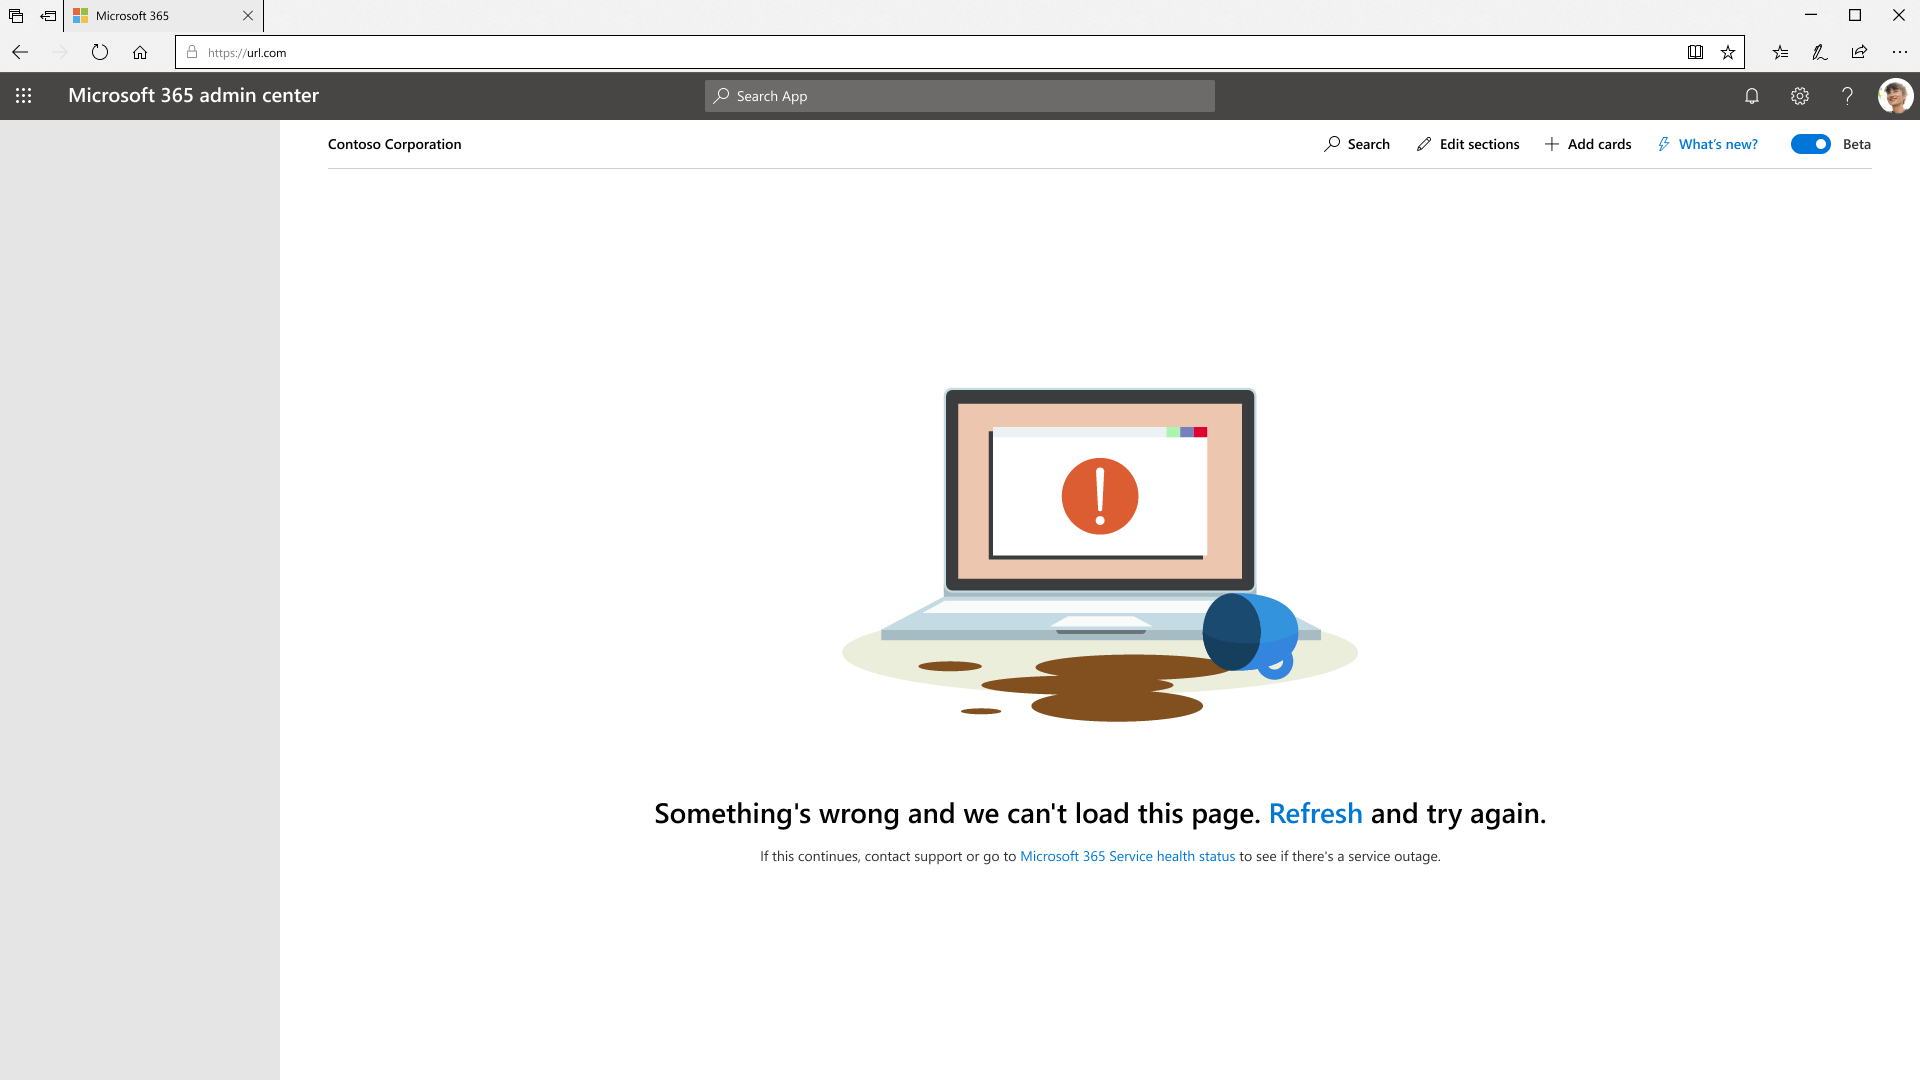 Microsoft 365
https://url.com
Microsoft 365 admin center
Search App
Contoso Corporation
Search
Edit sections
Add cards
What's new?
Beta
Something's wrong and we can't load this page. Refresh and try again.
If this continues, contact support or go to Microsoft 365 Service health status to see if there's a service outage.